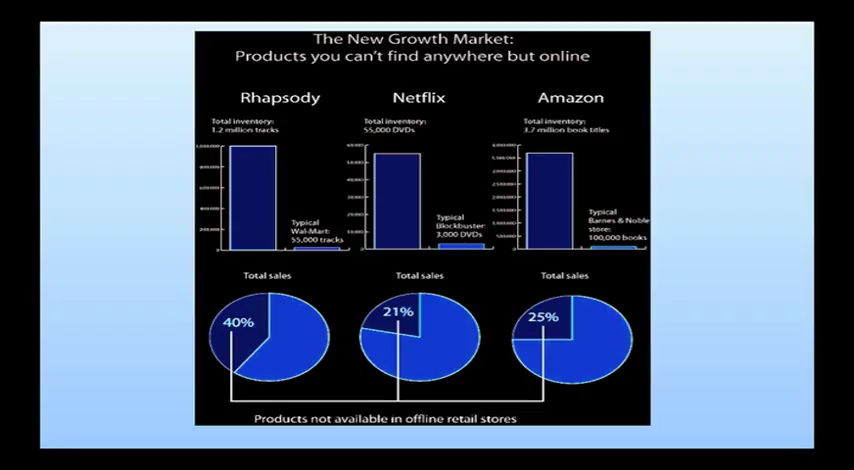 The New Growth Market:
Products you can't find anywhere but online
Rhapsody
Netflix
Amazon
Total inventory:
1.2 million tracks
Total inventory:
55,000 DVDs
Total inventory:
3.7 million book titles
Typical
Wal-Mart:
55,000 tracks
Typical
Blockbuster:
3,000 DVDs
Typical
Barnes & Noble
store:
100,000 books
Total sales
Total sales
Total sales
40%
21%
25%
Products not available in offline retail stores